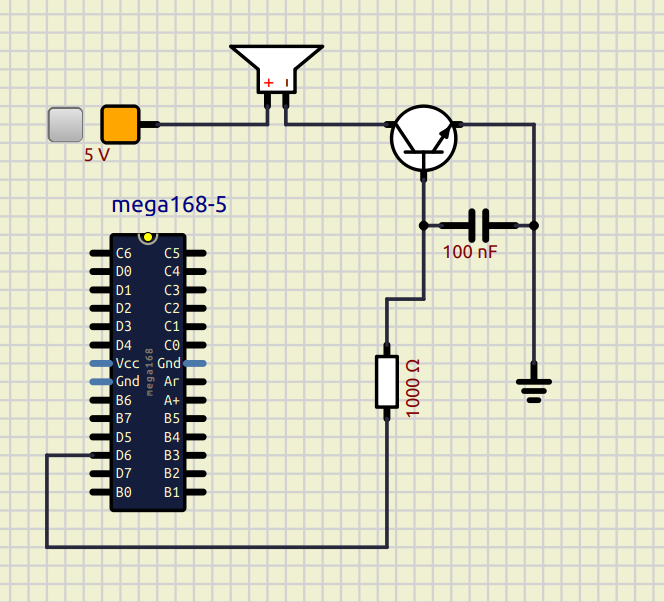 + -
5 V
mega168-5
100 nF
1000 Ω
mega168
C6 C5
D0 C4
D1 C3
D2 C2
D3 C1
D4 C0
Vcc Gnd
Gnd Ar
B6 A+
B7 B5
D5 B4
D6 B3
D7 B2
B0 B1